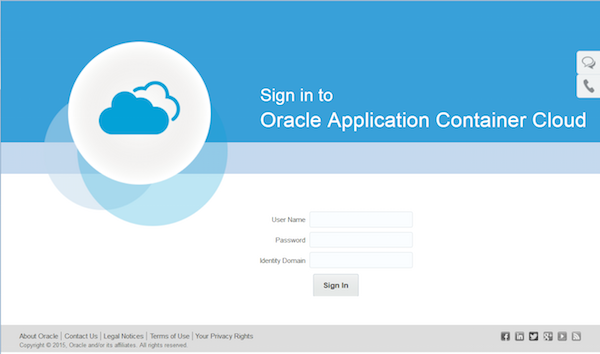 Sign in to
Oracle Application Container Cloud
User Name
Password
Identity Domain
Sign In
About Oracle | Contact Us | Legal Notices | Terms of Use | Your Privacy Rights
Copyright © 2015, Oracle and/or its affiliates. All rights reserved.